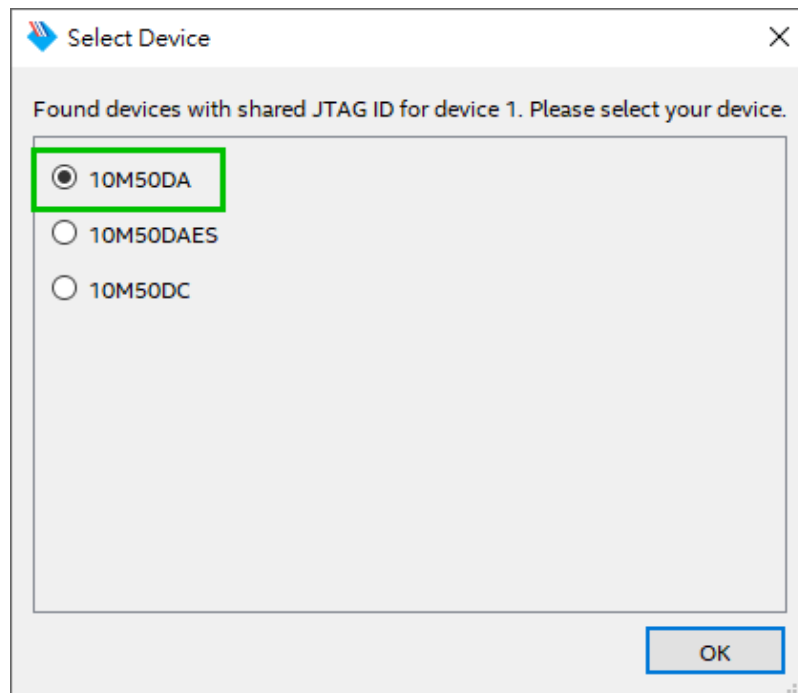 Select Device
Found devices with shared JTAG ID for device 1. Please select your device.
10M50DA
10M50DAES
10M50DC
OK